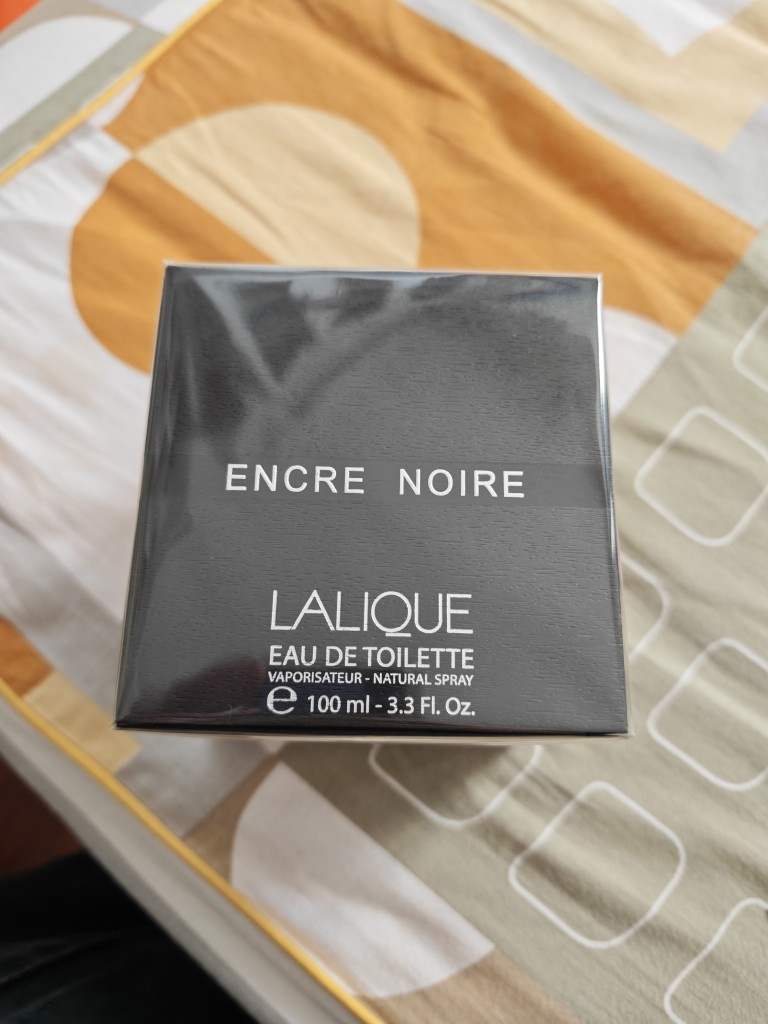 ENCRE NOIRE
LALIQUE
EAU DE TOILETTE
VAPORISATEUR - NATURAL SPRAY
℮ 100 ml - 3.3 Fl. Oz.